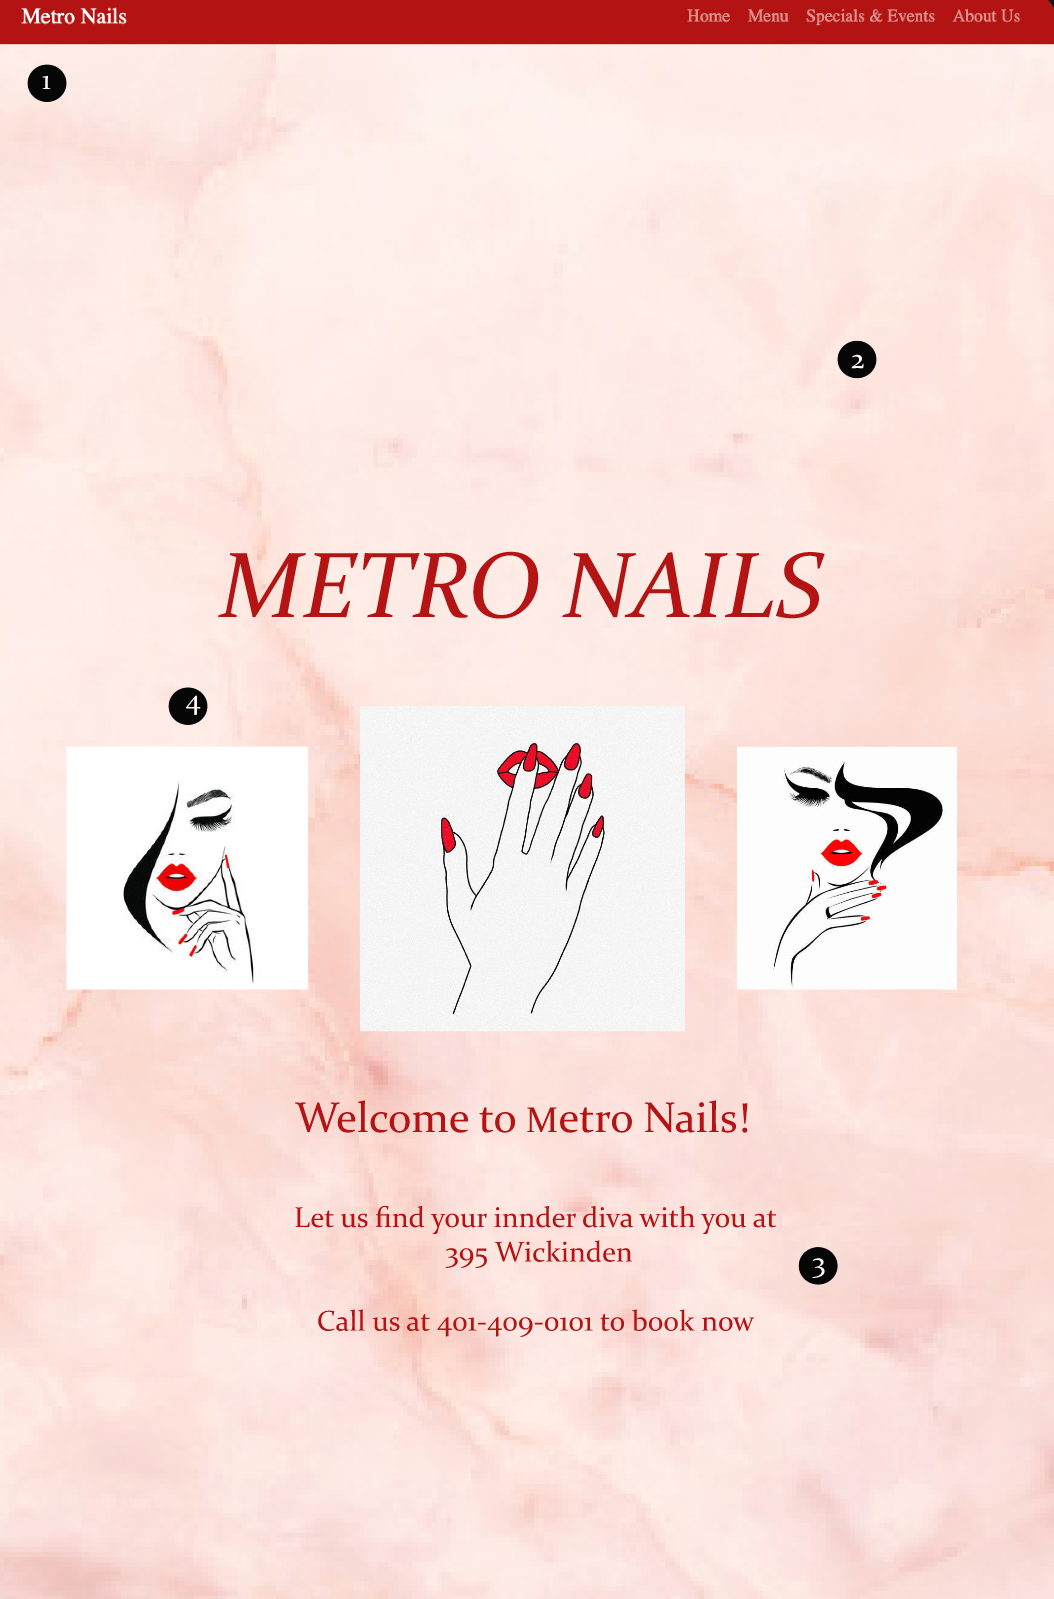 Metro Nails
Home Menu Specials & Events About Us
1
2
METRO NAILS
4
Welcome to Metro Nails!
Let us find your innder diva with you at
395 Wickinden
3
Call us at 401-409-0101 to book now